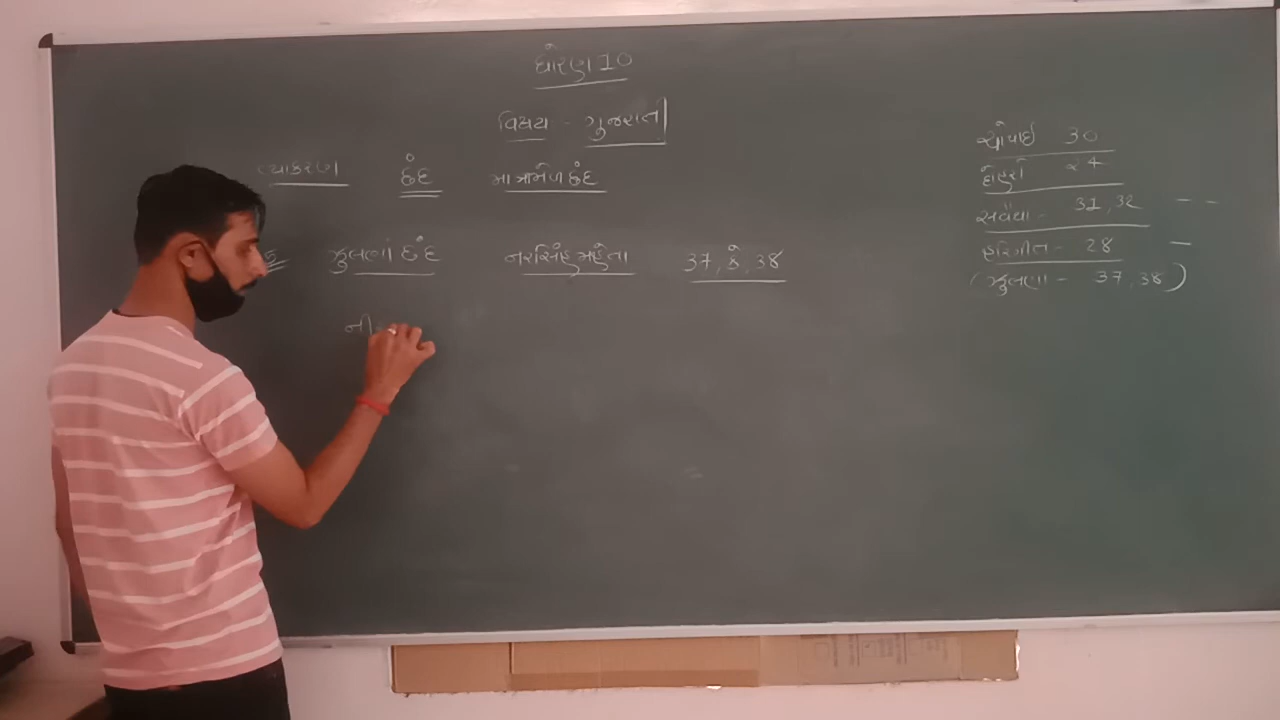 ધોરણ 10
વિષય - ગુજરાતી
વ્યાકરણ છંદ માત્રામેળ છંદ
ઝુલણાં છંદ નરસિંહ મહેતા 37, કે, 38
ની
ચોપાઈ 30
દોહરો 24
સવૈયા - 31, 32 - -
હરિગીત - 28 -
(ઝુલણા - 37, 38)